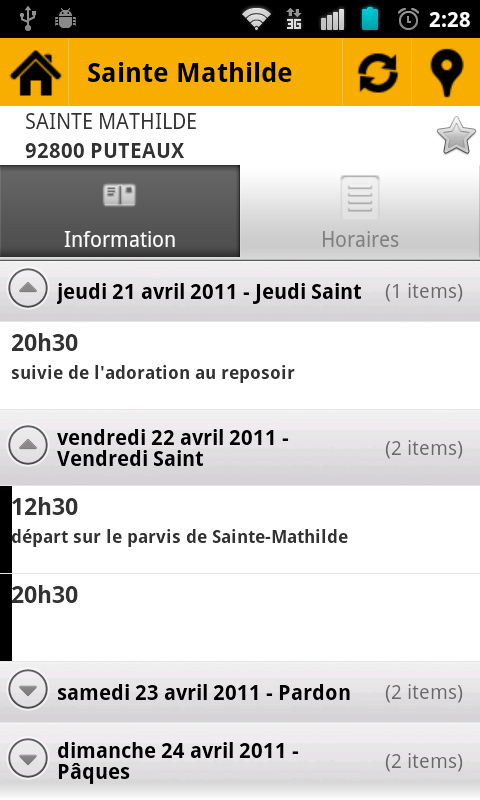 3G
2:28
Sainte Mathilde
SAINTE MATHILDE
92800 PUTEAUX
Information
Horaires
jeudi 21 avril 2011 - Jeudi Saint (1 items)
20h30
suivie de l'adoration au reposoir
vendredi 22 avril 2011 -
Vendredi Saint
(2 items)
12h30
départ sur le parvis de Sainte-Mathilde
20h30
samedi 23 avril 2011 - Pardon (2 items)
dimanche 24 avril 2011 -
Pâques
(2 items)